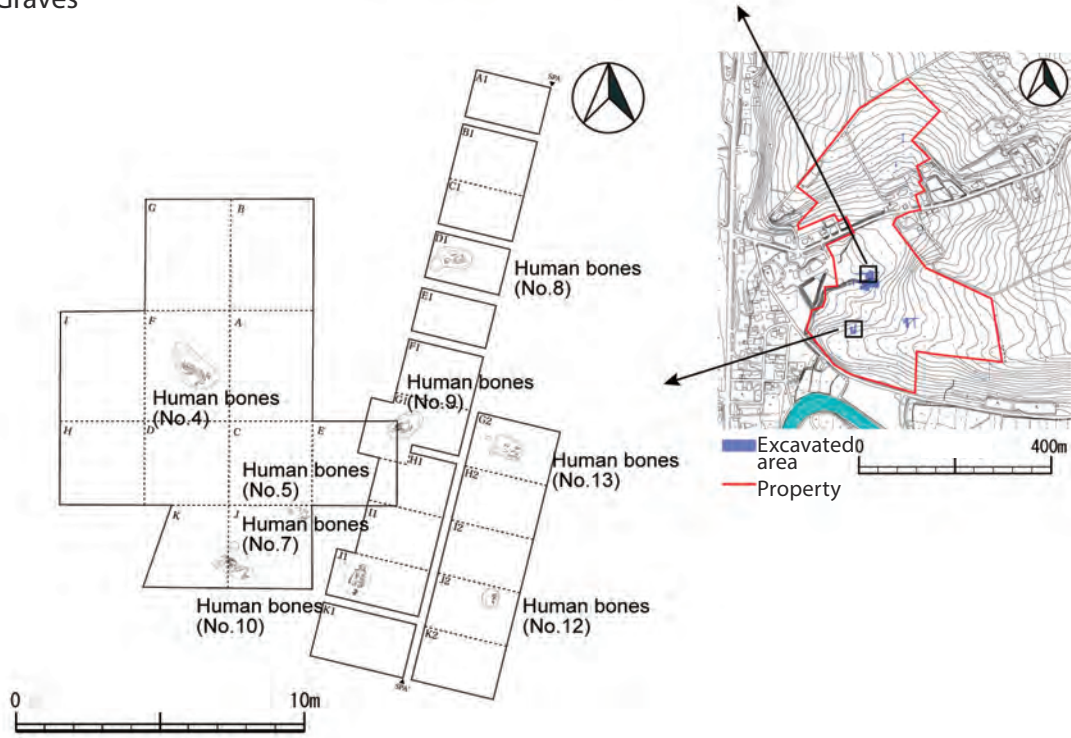 Graves
A1
SPA
B1
C1
D1
Human bones
(No.8)
E1
F1
Human bones
(No.9)
G
B
I
F
A
Human bones
(No.4)
H
D
C
E
Human bones
(No.5)
G2
Human bones
(No.13)
H1
H2
K
J
Human bones
(No.7)
I1
I2
J1
J2
Human bones
(No.10)
K1
Human bones
(No.12)
K2
SPA'
0 10m
Excavated
area
Property
0 400m